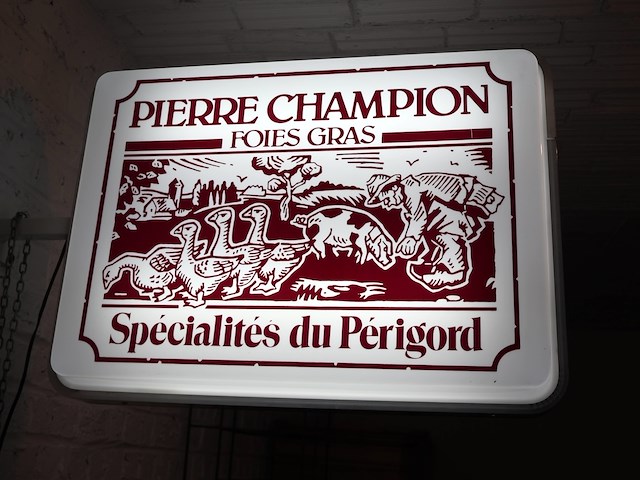 PIERRE CHAMPION
FOIES GRAS
Spécialités du Périgord